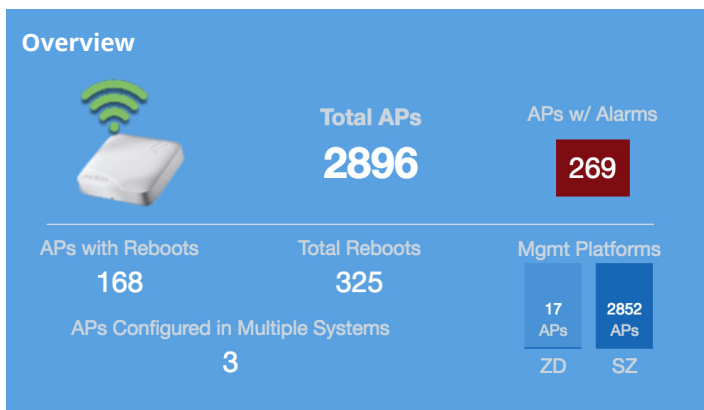 Overview
Total APs
2896
APs w/ Alarms
269
APs with Reboots
168
Total Reboots
325
Mgmt Platforms
17
APs
ZD
2852
APs
SZ
APs Configured in Multiple Systems
3